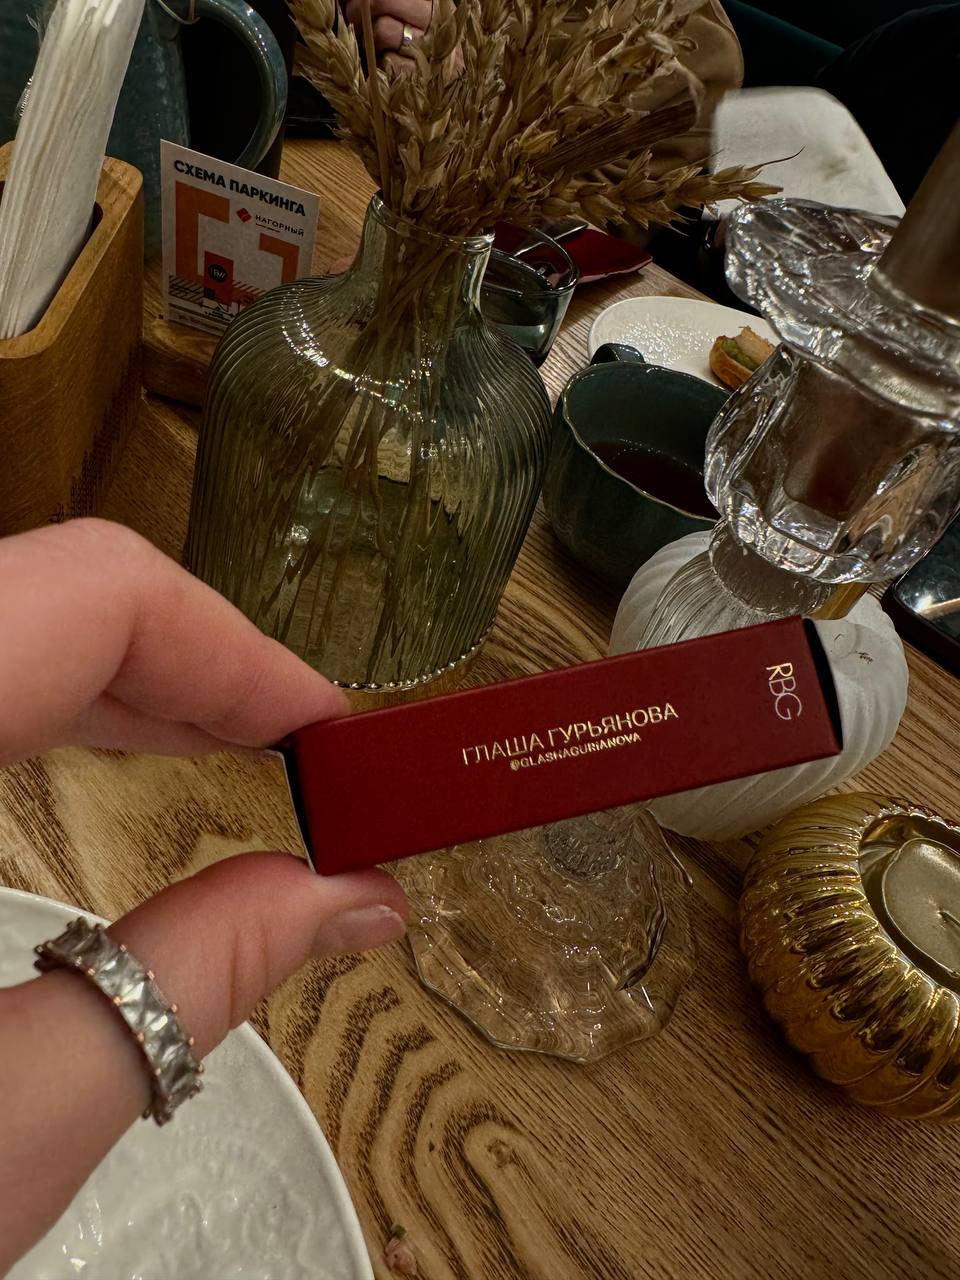 СХЕМА ПАРКИНГА
НАГОРНЫЙ
ГЛАША ГУРЬЯНОВА
@GLASHAGURIANOVA
RBG